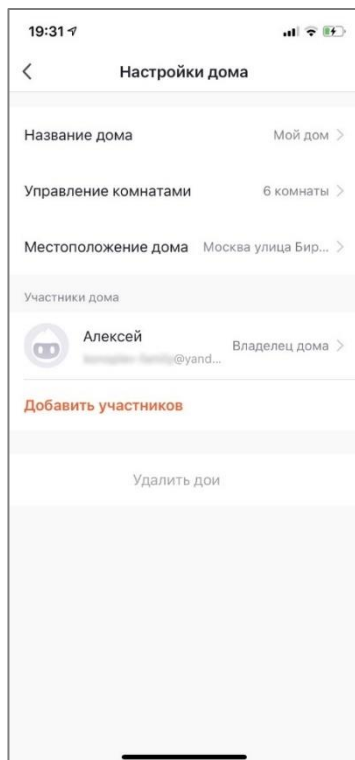 19:31
Настройки дома
Название дома Мой дом
Управление комнатами 6 комнаты
Местоположение дома Москва улица Бир...
Участники дома
Алексей
@yand...
Владелец дома
Добавить участников
Удалить дои